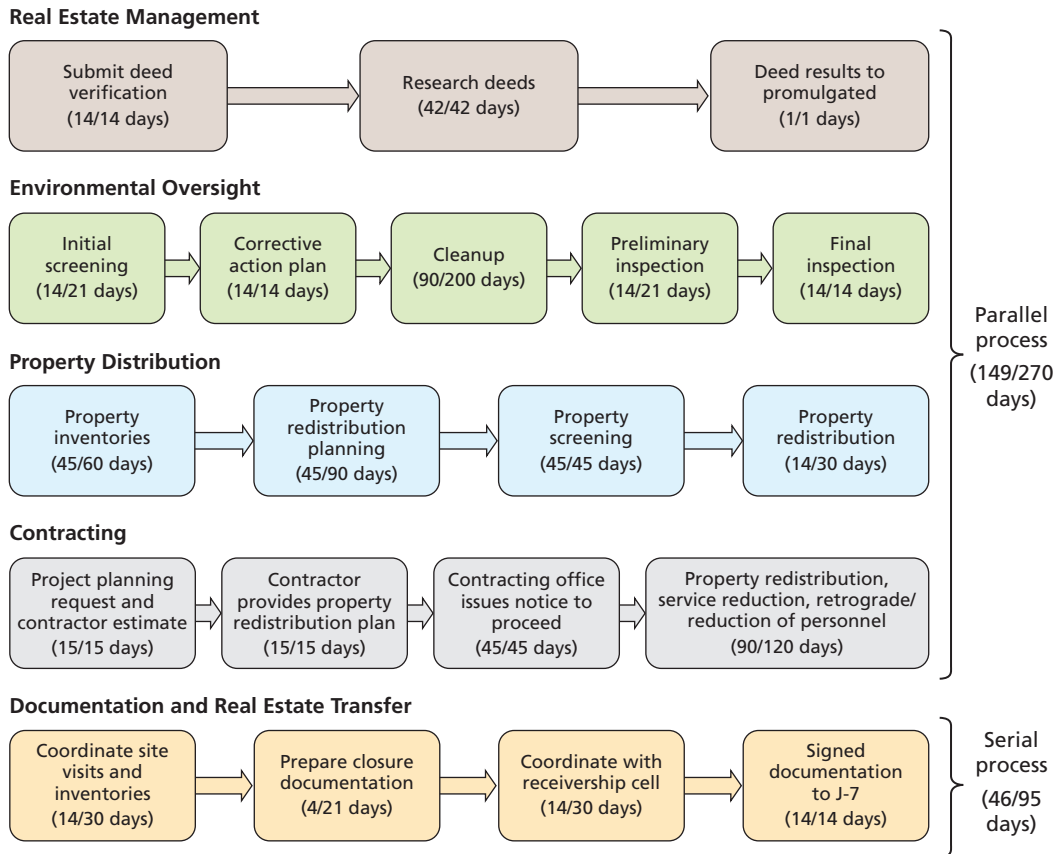 Real Estate Management
Submit deed
verification
(14/14 days)
Research deeds
(42/42 days)
Deed results to
promulgated
(1/1 days)
Environmental Oversight
Initial
screening
(14/21 days)
Corrective
action plan
(14/14 days)
Cleanup
(90/200 days)
Preliminary
inspection
(14/21 days)
Final
inspection
(14/14 days)
Property Distribution
Property
inventories
(45/60 days)
Property
redistribution
planning
(45/90 days)
Property
screening
(45/45 days)
Property
redistribution
(14/30 days)
Contracting
Project planning
request and
contractor estimate
(15/15 days)
Contractor
provides property
redistribution plan
(15/15 days)
Contracting office
issues notice to
proceed
(45/45 days)
Property redistribution,
service reduction, retrograde/
reduction of personnel
(90/120 days)
Parallel
process
(149/270
days)
Documentation and Real Estate Transfer
Coordinate site
visits and
inventories
(14/30 days)
Prepare closure
documentation
(4/21 days)
Coordinate with
receivership cell
(14/30 days)
Signed
documentation
to J-7
(14/14 days)
Serial
process
(46/95
days)